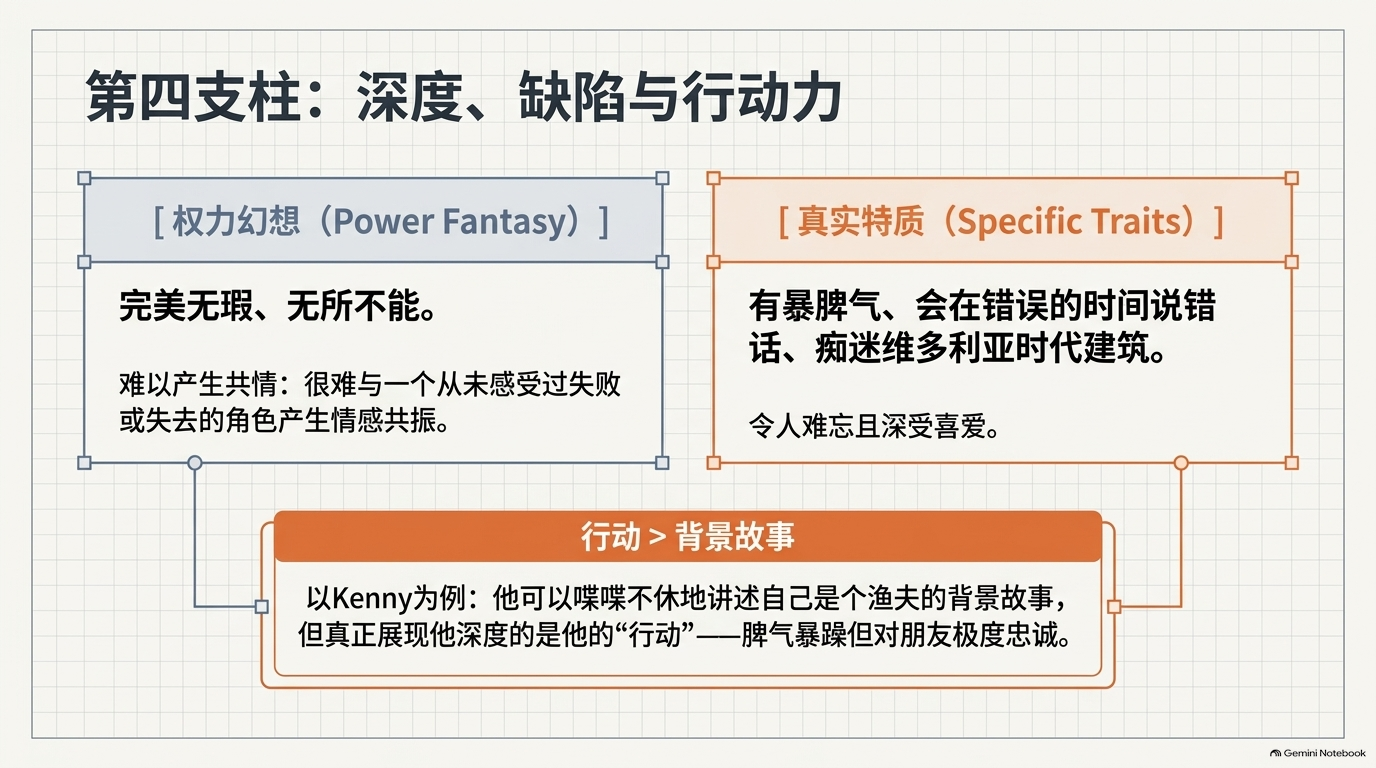 第四支柱：深度、缺陷与行动力
[ 权力幻想（Power Fantasy）]
完美无瑕、无所不能。
难以产生共情：很难与一个从未感受过失败
或失去的角色产生情感共振。
[ 真实特质（Specific Traits）]
有暴脾气、会在错误的时间说错
话、痴迷维多利亚时代建筑。
令人难忘且深受喜爱。
行动 > 背景故事
以Kenny为例：他可以喋喋不休地讲述自己是个渔夫的背景故事，
但真正展现他深度的是他的“行动”——脾气暴躁但对朋友极度忠诚。
Gemini Notebook